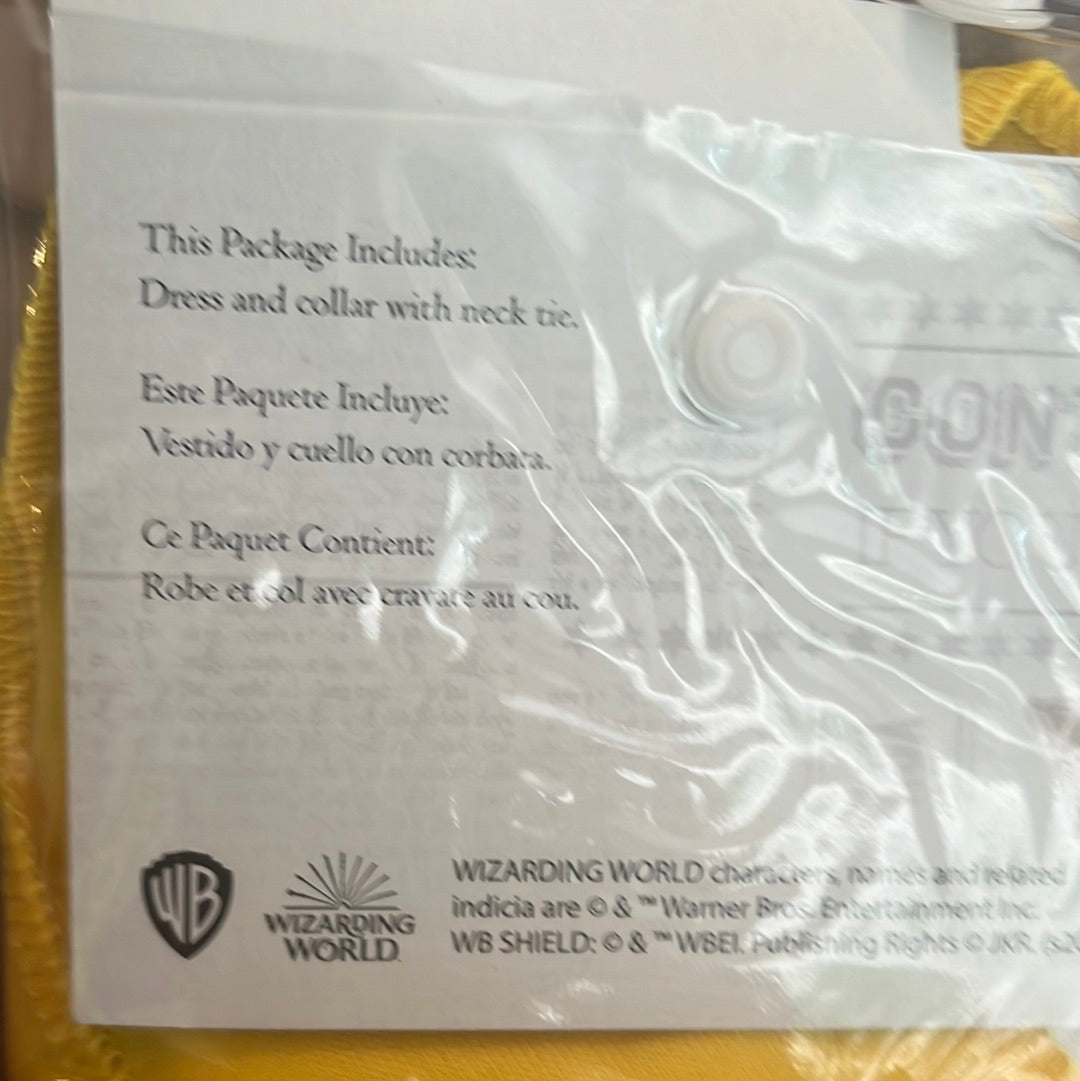 This Package Includes:
Dress and collar with neck tie.
Este Paquete Incluye:
Vestido y cuello con corbata.
Ce Paquet Contient:
Robe et col avec cravate au cou.
CON
WB
WIZARDING
WORLD
WIZARDING WORLD characters, names and related
indicia are © & ™ Warner Bros. Entertainment Inc.
WB SHIELD: © & ™ WBEI. Publishing Rights © JKR. (s20